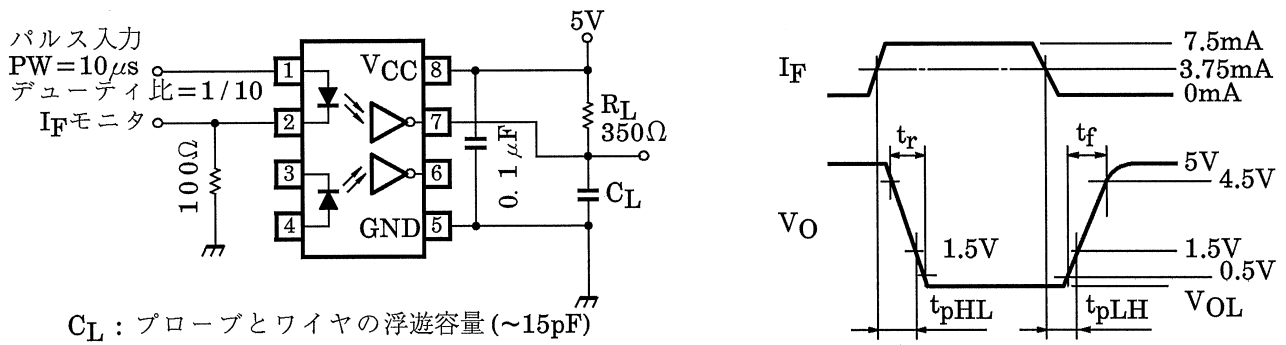 パルス入力
PW=10μs
デューティ比=1/10
IFモニタ
100Ω
1
2
3
4
VCC 8
7
6
GND 5
0.1μF
5V
RL
350Ω
CL
CL:プローブとワイヤの浮遊容量(~15pF)
IF
7.5mA
3.75mA
0mA
tr
tf
5V
4.5V
VO
1.5V
1.5V
0.5V
VOL
tpHL
tpLH